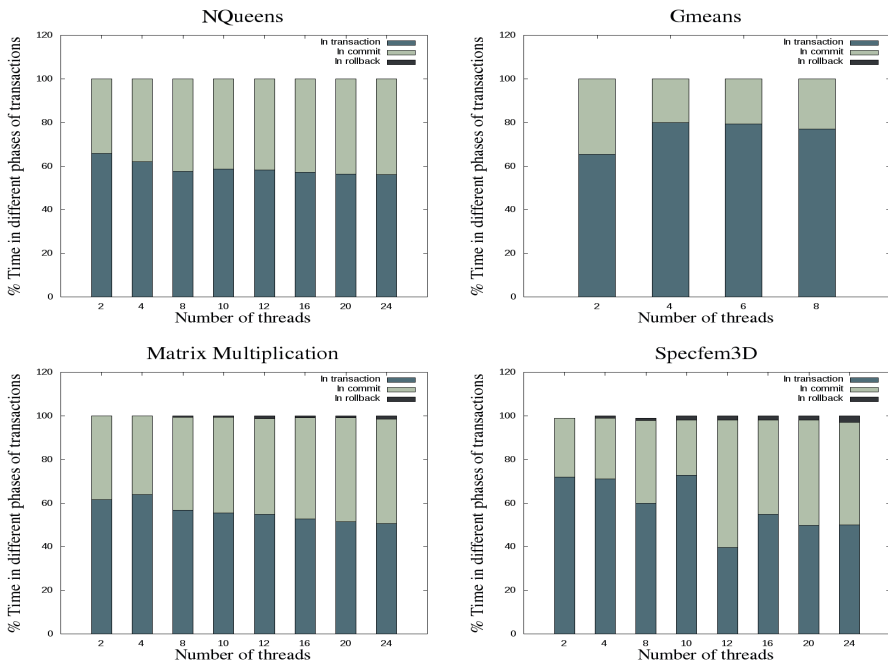 NQueens
% Time in different phases of transactions
120
100
80
60
40
20
0
In transaction
In commit
In rollback
2 4 8 10 12 16 20 24
Number of threads
Gmeans
% Time in different phases of transactions
120
100
80
60
40
20
0
In transaction
In commit
In rollback
2 4 6 8
Number of threads
Matrix Multiplication
% Time in different phases of transactions
120
100
80
60
40
20
0
In transaction
In commit
In rollback
2 4 8 10 12 16 20 24
Number of threads
Specfem3D
% Time in different phases of transactions
120
100
80
60
40
20
0
In transaction
In commit
In rollback
2 4 8 10 12 16 20 24
Number of threads